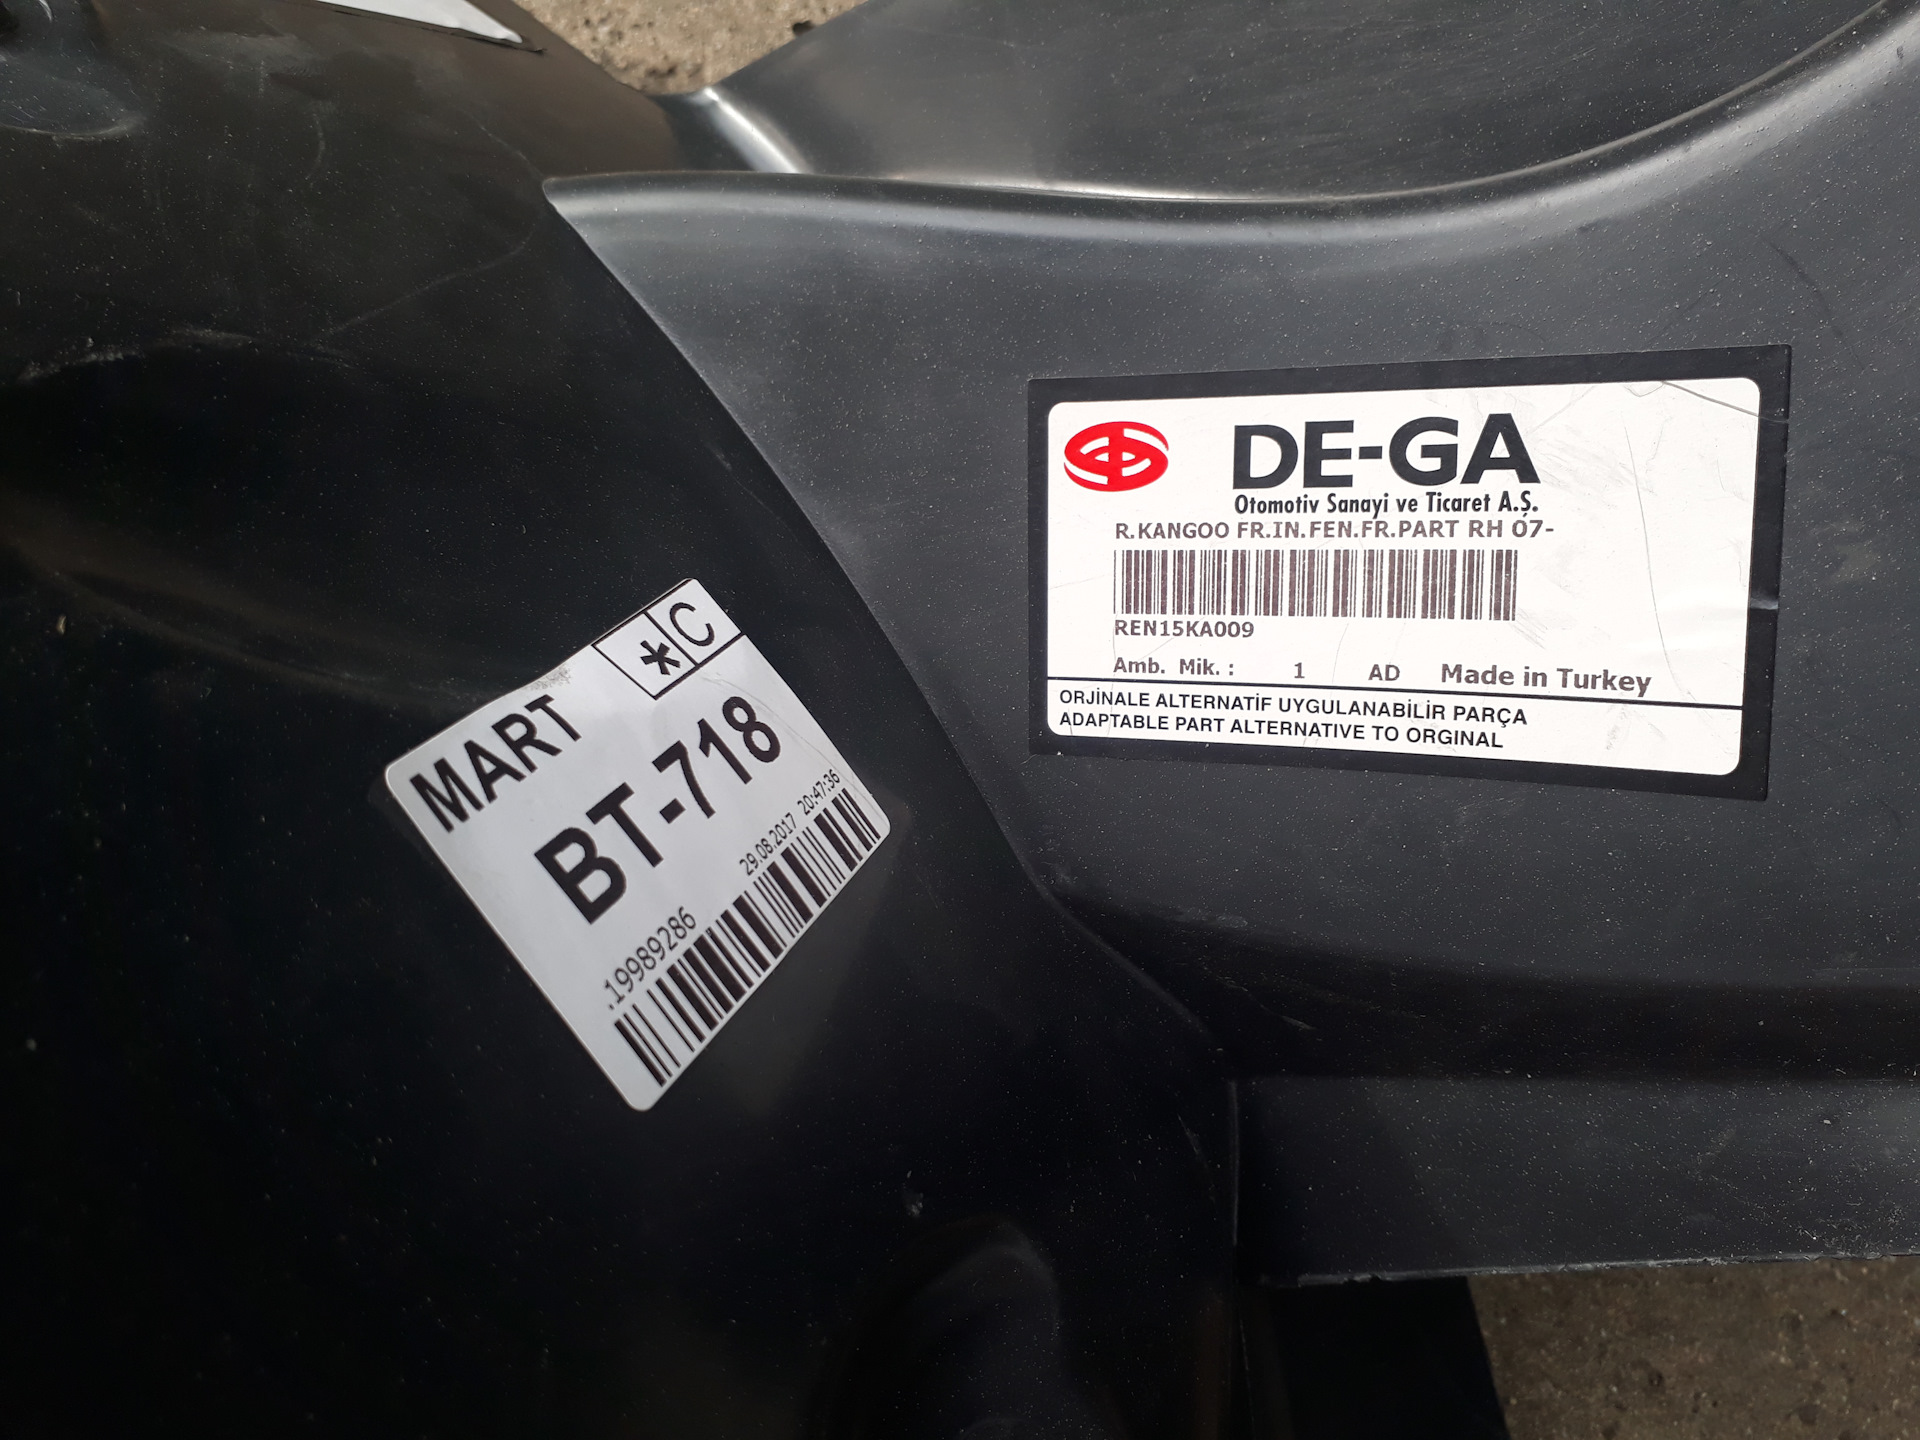 DE-GA
Otomotiv Sanayi ve Ticaret A.Ş.
R.KANGOO FR.IN.FEN.FR.PART RH 07-
REN15KA009
Amb. Mik. : 1 AD Made in Turkey
ORJİNALE ALTERNATİF UYGULANABİLİR PARÇA
ADAPTABLE PART ALTERNATIVE TO ORGINAL
MART * C
BT-718
.19989286 29.08.2017 20:47:36